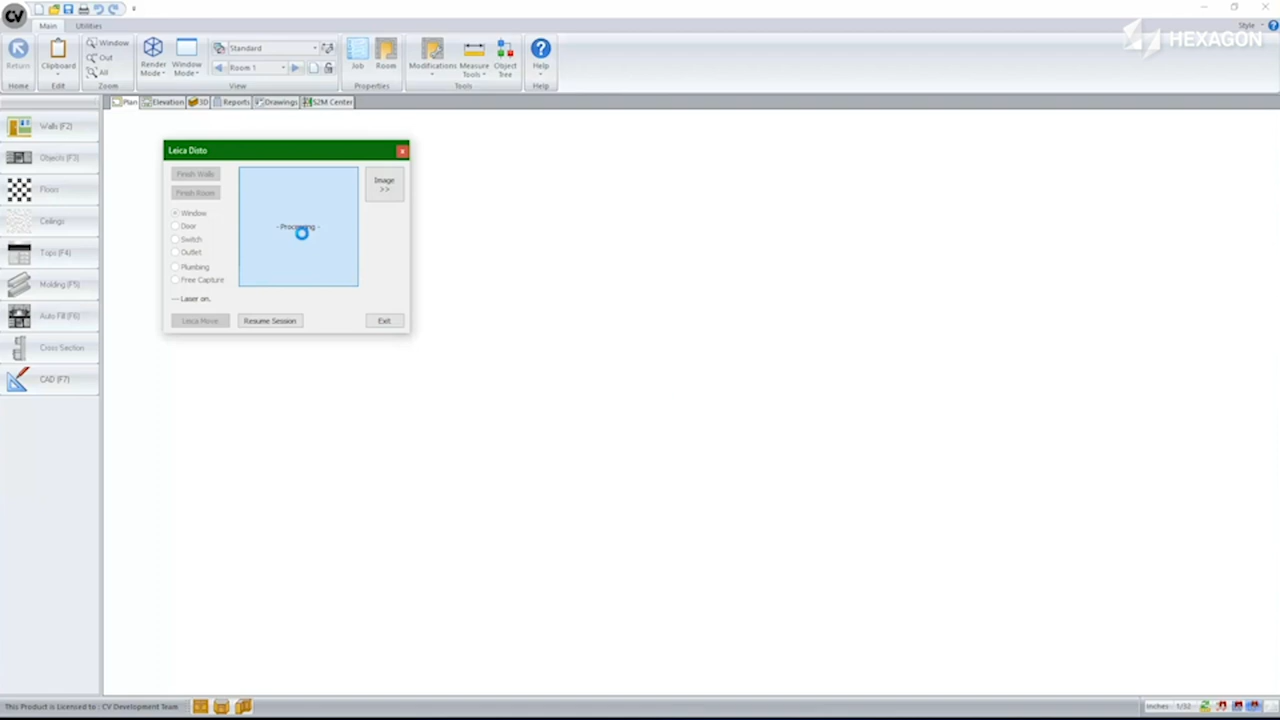 CV
Main Utilities Style
HEXAGON
Return Clipboard Window Out All Render Mode Window Mode Standard Room 1 Job Room Modifications Measure Tools Object Tree Help
Home Edit Zoom View Properties Tools Help
Plan Elevation 3D Reports Drawings S2M Center
Walls (F2)
Objects (F3)
Floors
Ceilings
Tops (F4)
Molding (F5)
Auto Fill (F6)
Cross Section
CAD (F7)
Leica Disto
Finish Walls
Finish Room
Window
Door
Switch
Outlet
Plumbing
Free Capture
--- Laser on.
- Processing -
Image >>
Leica Move Resume Session Exit
This Product is Licensed to : CV Development Team
Inches 1/32